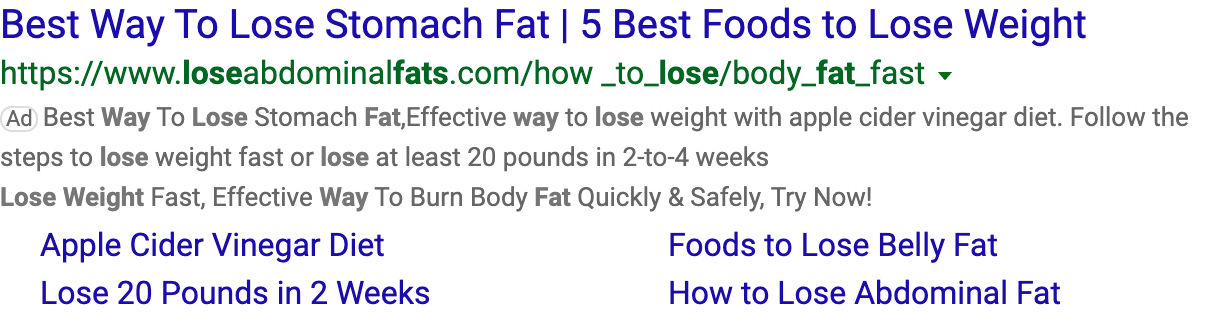 Best Way To Lose Stomach Fat | 5 Best Foods to Lose Weight
https://www.loseabdominalfats.com/how _to_lose/body_fat_fast
Ad Best Way To Lose Stomach Fat,Effective way to lose weight with apple cider vinegar diet. Follow the
steps to lose weight fast or lose at least 20 pounds in 2-to-4 weeks
Lose Weight Fast, Effective Way To Burn Body Fat Quickly & Safely, Try Now!
Apple Cider Vinegar Diet
Foods to Lose Belly Fat
Lose 20 Pounds in 2 Weeks
How to Lose Abdominal Fat